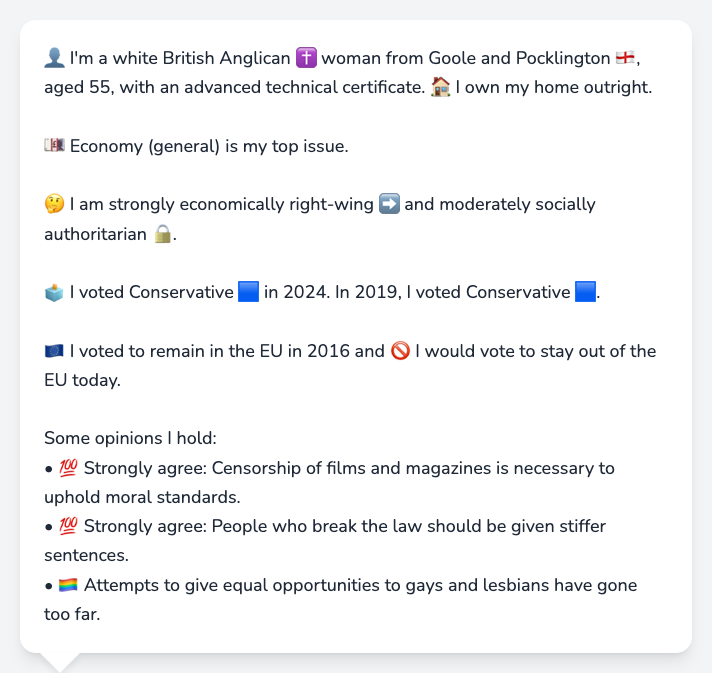 👤 I'm a white British Anglican ✝️ woman from Goole and Pocklington 🏴󠁧󠁢󠁥󠁮󠁧󠁿,
aged 55, with an advanced technical certificate. 🏠 I own my home outright.
💷 Economy (general) is my top issue.
🤔 I am strongly economically right-wing ➡️ and moderately socially
authoritarian 🔒.
🗳️ I voted Conservative 🟦 in 2024. In 2019, I voted Conservative 🟦.
🇪🇺 I voted to remain in the EU in 2016 and 🚫 I would vote to stay out of the
EU today.
Some opinions I hold:
• 💯 Strongly agree: Censorship of films and magazines is necessary to
uphold moral standards.
• 💯 Strongly agree: People who break the law should be given stiffer
sentences.
• 🏳️‍🌈 Attempts to give equal opportunities to gays and lesbians have gone
too far.